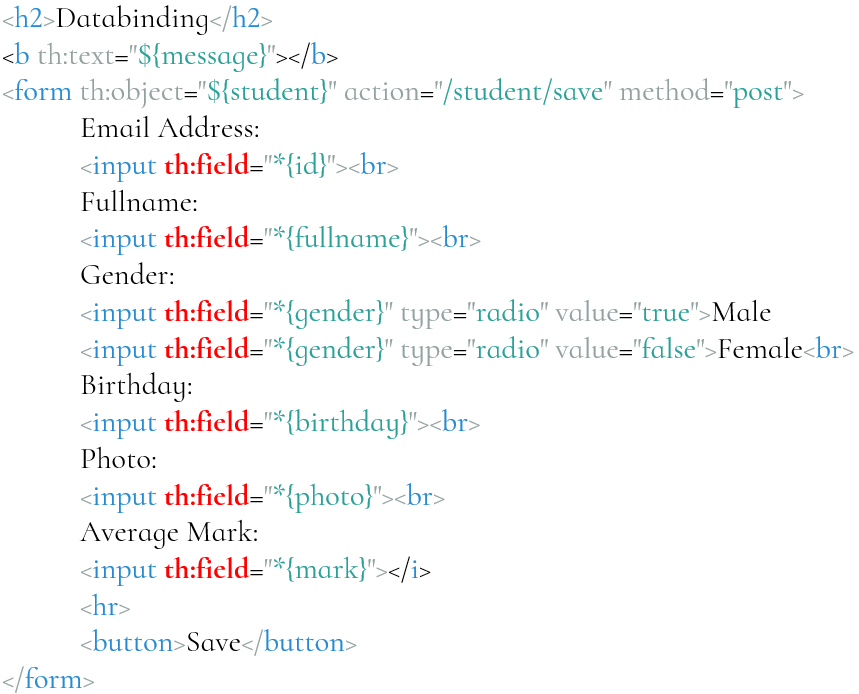 <h2>Databinding</h2>
<b th:text="${message}"></b>
<form th:object="${student}" action="/student/save" method="post">
Email Address:
<input th:field="*{id}"><br>
Fullname:
<input th:field="*{fullname}"><br>
Gender:
<input th:field="*{gender}" type="radio" value="true">Male
<input th:field="*{gender}" type="radio" value="false">Female<br>
Birthday:
<input th:field="*{birthday}"><br>
Photo:
<input th:field="*{photo}"><br>
Average Mark:
<input th:field="*{mark}"></i>
<hr>
<button>Save</button>
</form>